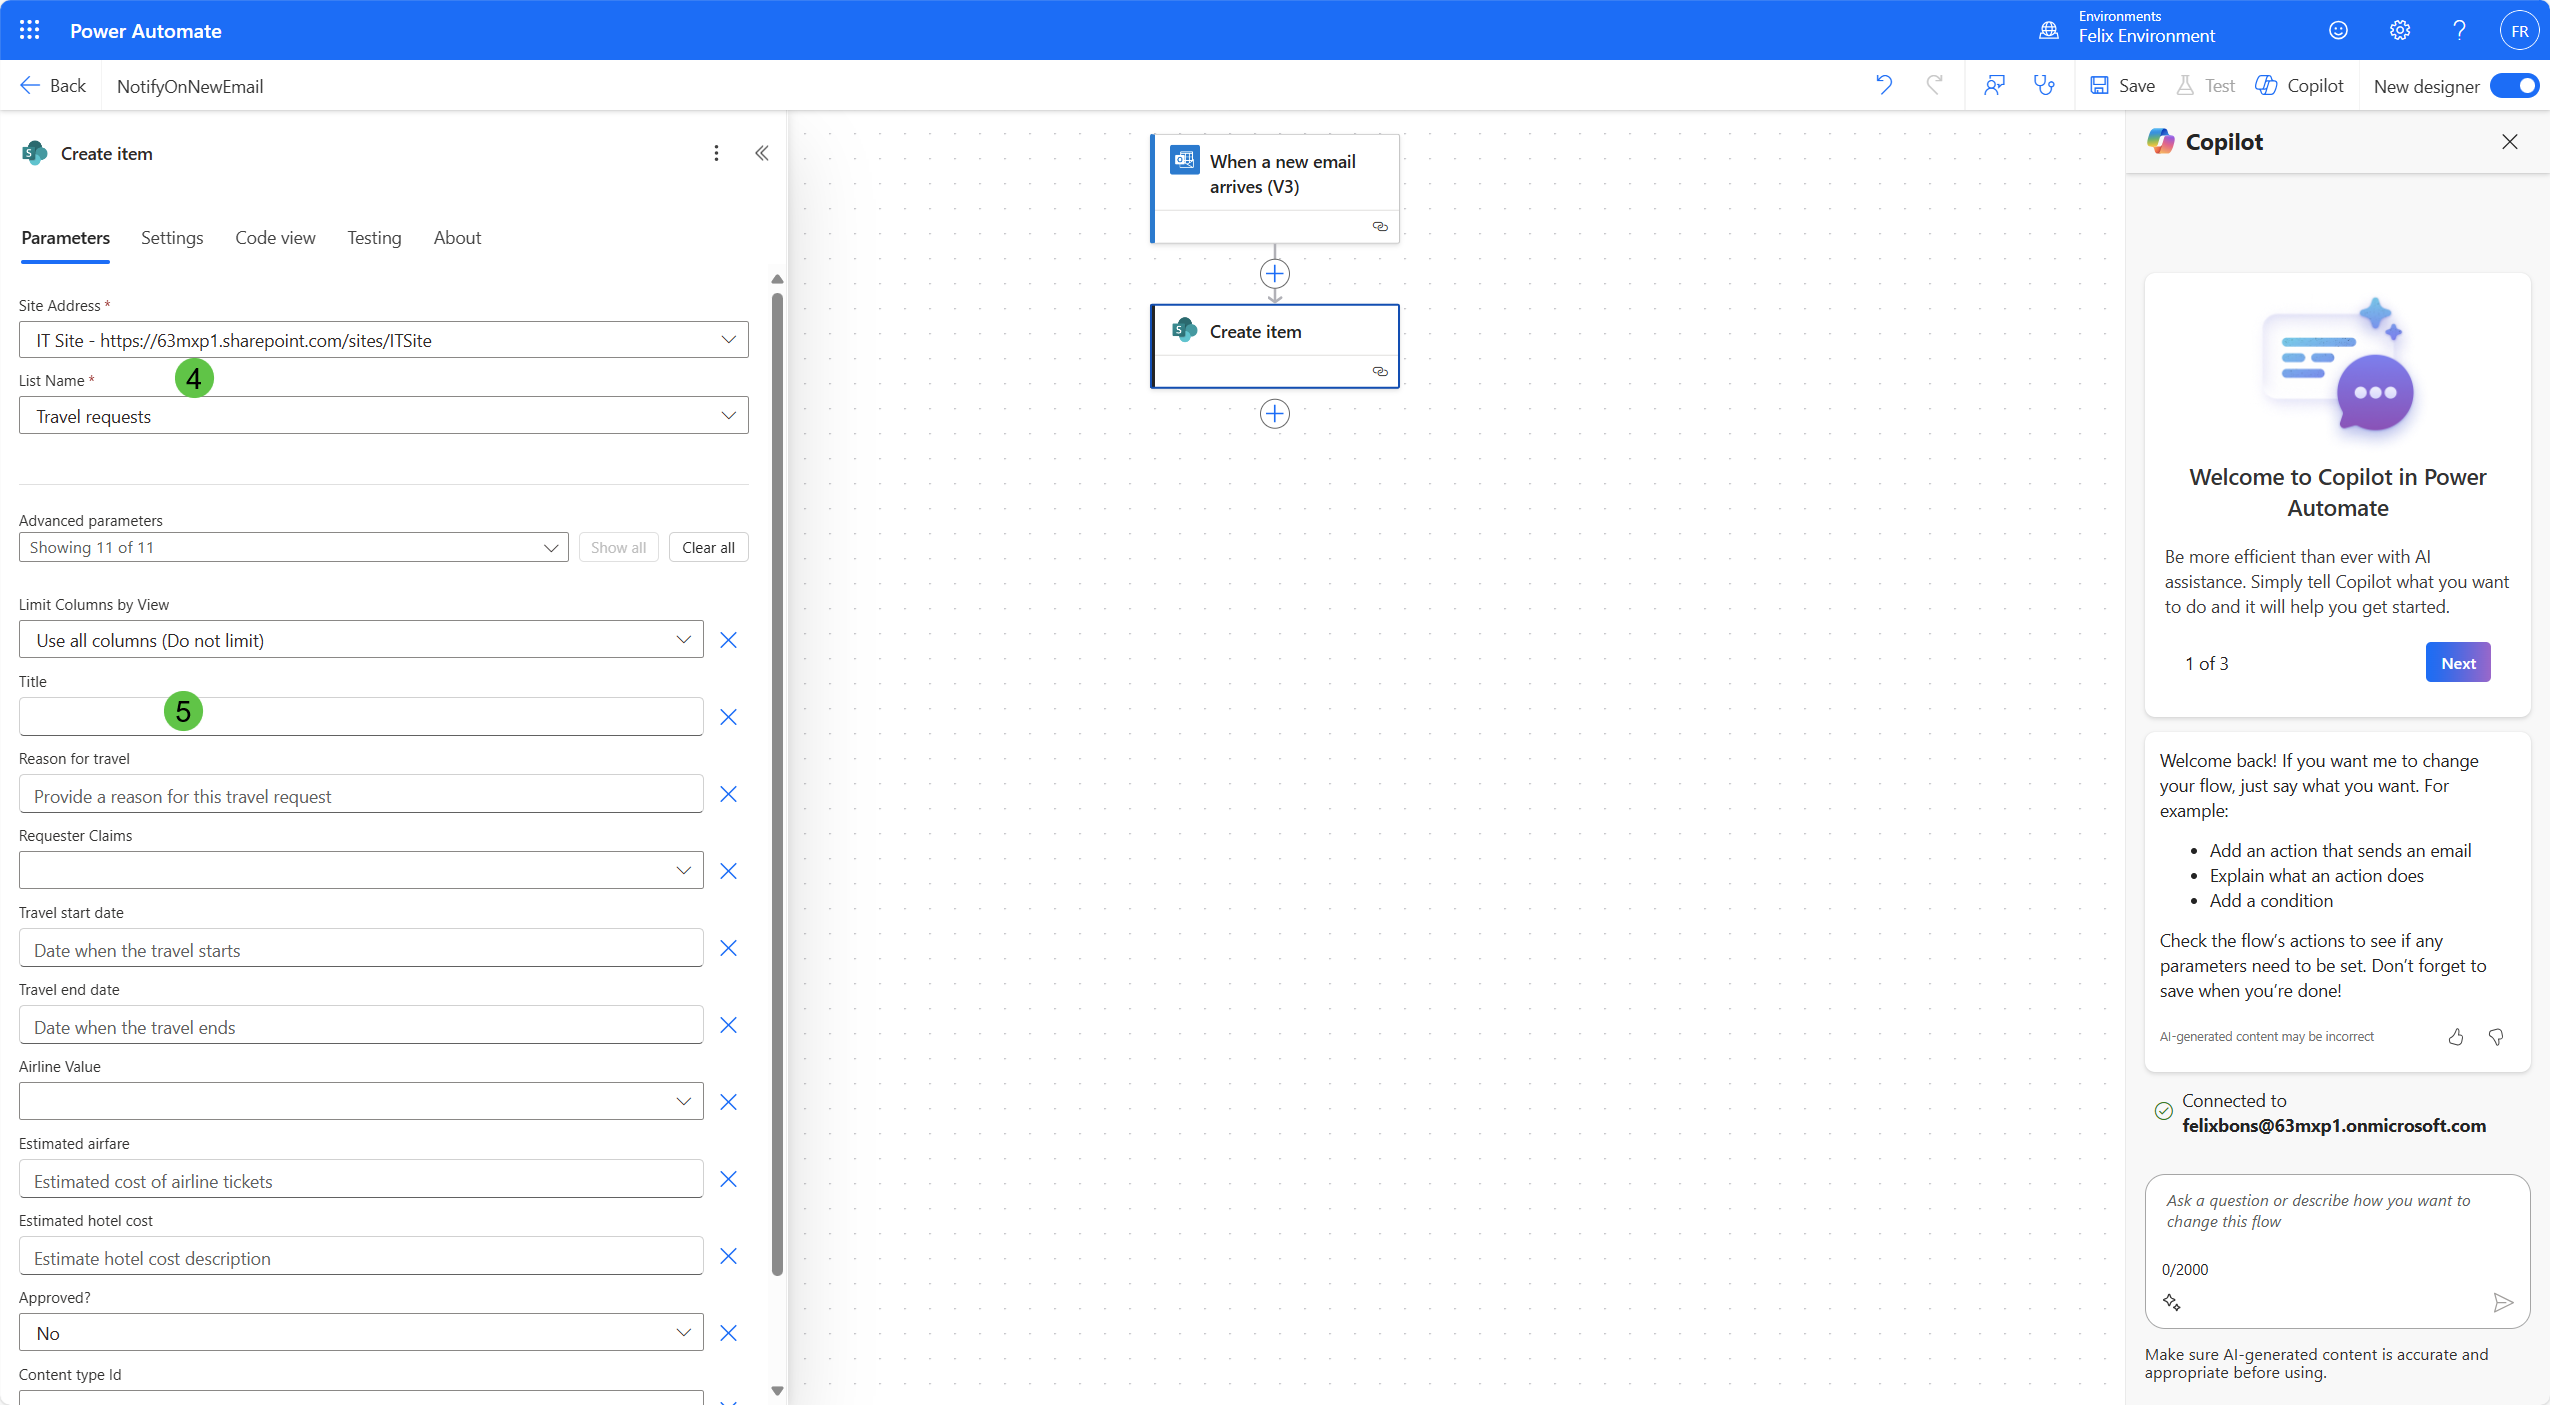 Power Automate
Environments
Felix Environment
FR
Back
NotifyOnNewEmail
Save
Test
Copilot
New designer
Create item
Parameters
Settings
Code view
Testing
About
Site Address *
IT Site - https://63mxp1.sharepoint.com/sites/ITSite
4
List Name *
Travel requests
Advanced parameters
Showing 11 of 11
Show all
Clear all
Limit Columns by View
Use all columns (Do not limit)
Title
5
Reason for travel
Provide a reason for this travel request
Requester Claims
Travel start date
Date when the travel starts
Travel end date
Date when the travel ends
Airline Value
Estimated airfare
Estimated cost of airline tickets
Estimated hotel cost
Estimate hotel cost description
Approved?
No
Content type Id
When a new email
arrives (V3)
Create item
Copilot
Welcome to Copilot in Power
Automate
Be more efficient than ever with AI
assistance. Simply tell Copilot what you want
to do and it will help you get started.
1 of 3
Next
Welcome back! If you want me to change
your flow, just say what you want. For
example:
• Add an action that sends an email
• Explain what an action does
• Add a condition
Check the flow’s actions to see if any
parameters need to be set. Don’t forget to
save when you’re done!
AI-generated content may be incorrect
Connected to
felixbons@63mxp1.onmicrosoft.com
Ask a question or describe how you want to
change this flow
0/2000
Make sure AI-generated content is accurate and
appropriate before using.